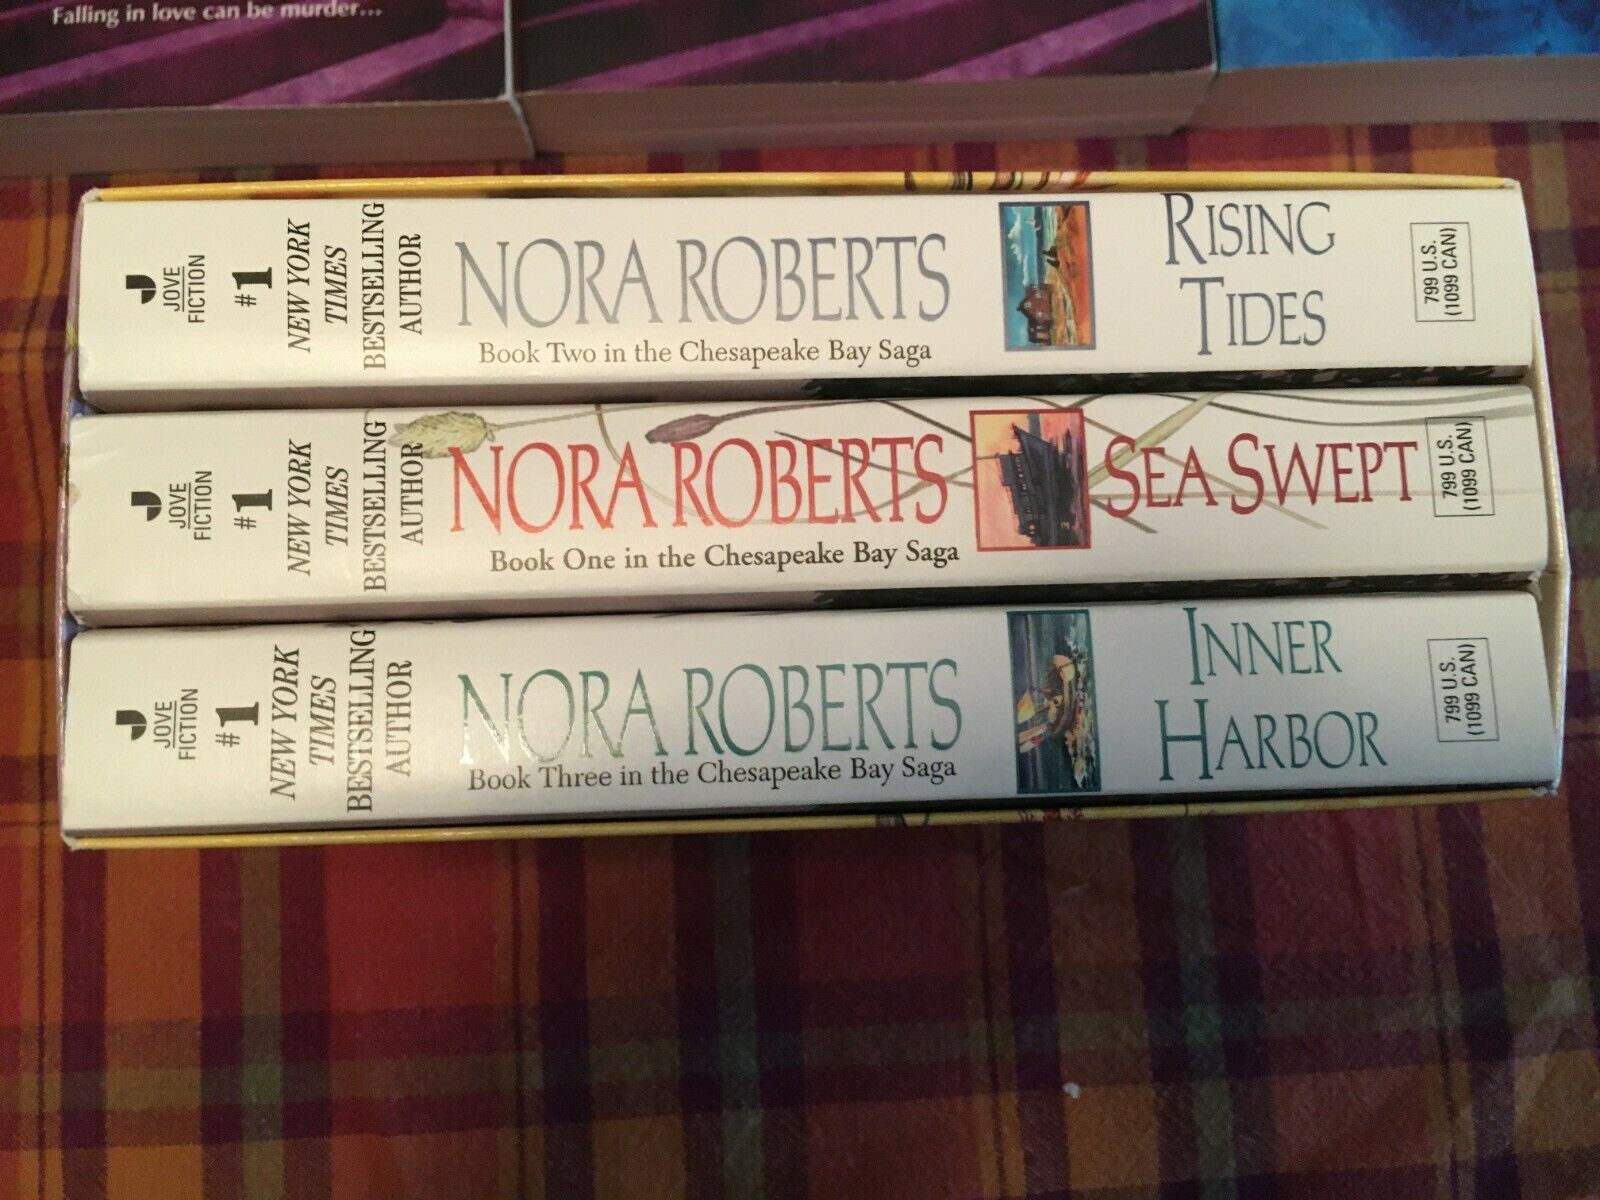 Falling in love can be murder...
JOVE
FICTION
#1
NEW YORK
TIMES
BESTSELLING
AUTHOR
NORA ROBERTS
Book Two in the Chesapeake Bay Saga
RISING
TIDES
799 U.S.
(1099 CAN)
JOVE
FICTION
#1
NEW YORK
TIMES
BESTSELLING
AUTHOR
NORA ROBERTS
Book One in the Chesapeake Bay Saga
SEA SWEPT
799 U.S.
(1099 CAN)
JOVE
FICTION
#1
NEW YORK
TIMES
BESTSELLING
AUTHOR
NORA ROBERTS
Book Three in the Chesapeake Bay Saga
INNER
HARBOR
799 U.S.
(1099 CAN)